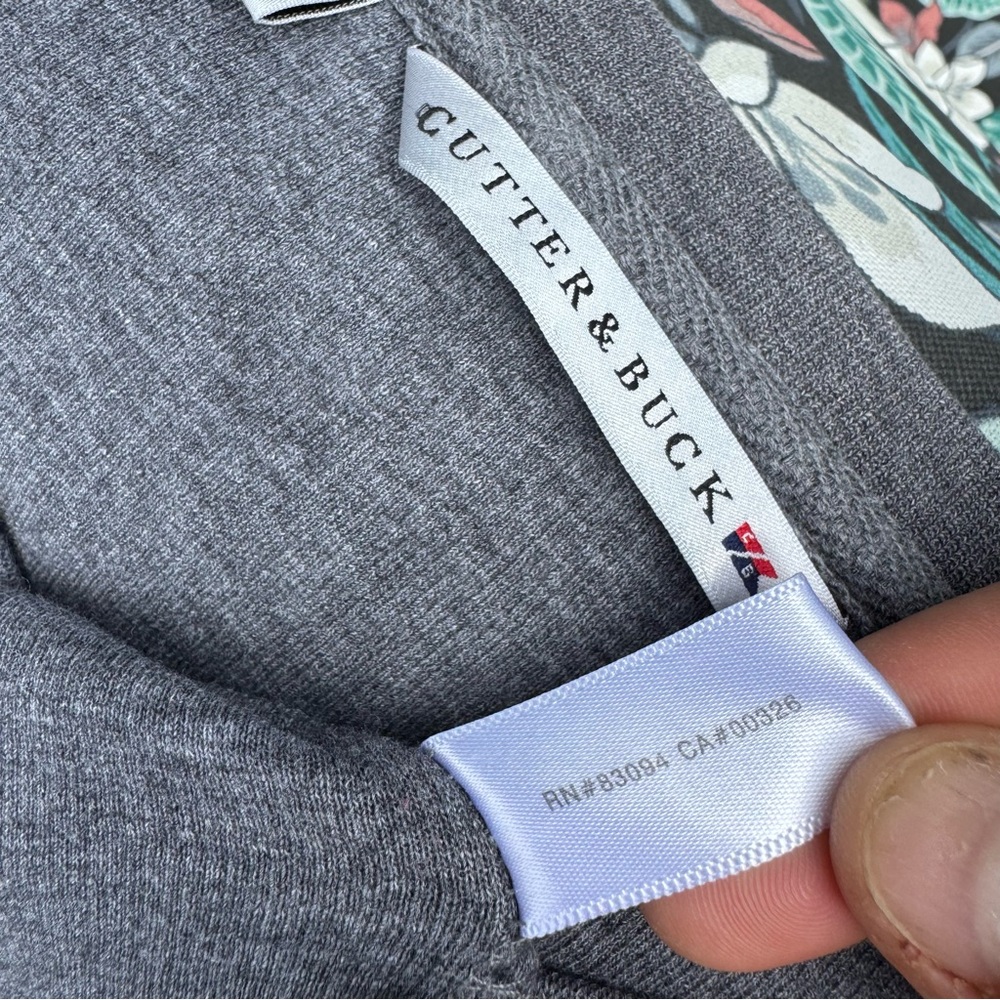 CUTTER & BUCK
C
B
RN#83094 CA#00326